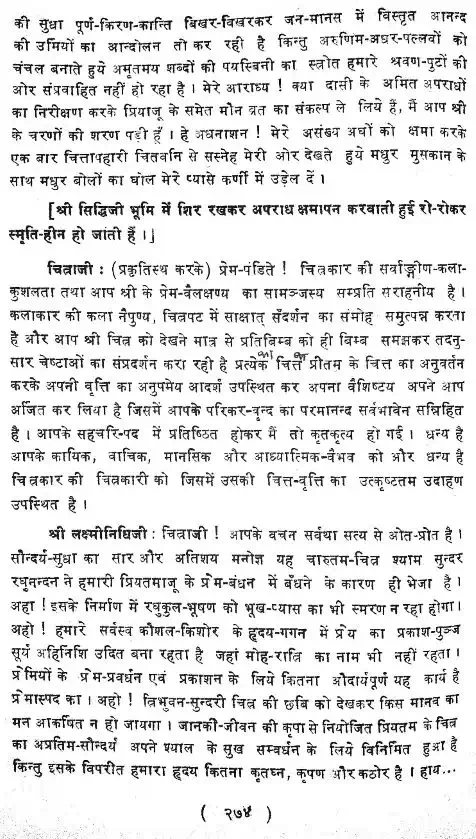 की सुधा पूर्ण-किरण-कान्ति बिखर-बिखरकर जन-मानस में विस्तृत आनन्द
की उर्मियों का आन्दोलन तो कर रही है किन्तु अरुणिम-अधर-पल्लवों को
चंचल बनाते हुये अमृतमय शब्दों की पयस्विनी का स्त्रोत हमारे श्रवण-पुटों की
ओर संप्रवाहित नहीं हो रहा है । मेरे आराध्य ! क्या दासी के अमित अपराधों
का निरीक्षण करके प्रियाजू के समेत मौन व्रत का संकल्प ले लिये हैं, मैं आप श्री
के चरणों की शरण पड़ी हूँ । हे अघनाशन ! मेरे असंख्य अघों को क्षमा करके
एक बार चित्तापहारी चितवनि से सस्नेह मेरी ओर देखते हुये मधुर मुसकान के
साथ मधुर बोलों का घोल मेरे प्यासे कर्णों में उड़ेल दें ।
[श्री सिद्धिजी भूमि में शिर रखकर अपराध क्षमापन करवाती हुई रो-रोकर
स्मृति-हीन हो जाती हैं ।]
चित्राजी : (प्रकृतिस्थ करके) प्रेम-पंडिते ! चित्रकार की सर्वाङ्गीण-कला-
कुशलता तथा आप श्री के प्रेम-वैलक्षण्य का सामञ्जस्य सम्प्रति सराहनीय है ।
कलाकार की कला नैपुण्य, चित्रपट में साक्षात् संदर्शन का संमोह समुत्पन्न करता
है और आप श्री चित्र को देखने मात्र से प्रतिबिम्ब को ही बिम्ब समझकर तदनु-
सार चेष्टाओं का संप्रदर्शन करा रही है प्रत्येक का चित्त प्रीतम के चित्त का अनुवर्तन
करके अपनी वृत्ति का अनुपमेय आदर्श उपस्थित कर अपना वैशिष्टय अपने आप
अर्जित कर लिया है जिसमें आपके परिकर-वृन्द का परमानन्द सर्वभावेन सन्निहित
है । आपके सहचरि-पद में प्रतिष्ठित होकर मैं तो कृतकृत्य हो गई । धन्य है
आपके कायिक, वाचिक, मानसिक और आध्यात्मिक-वैभव को और धन्य है
चित्रकार की चित्रकारी को जिसमें उसकी चित्त-वृत्ति का उत्कृष्टतम उदाहण
उपस्थित है ।
श्री लक्ष्मीनिधिजी : चित्राजी ! आपके वचन सर्वथा सत्य से ओत-प्रोत है ।
सौन्दर्य-सुधा का सार और अतिशय मनोज्ञ यह चारुतम-चित्र श्याम सुन्दर
रघुनन्दन ने हमारी प्रियतमाजू के प्रेम-बंधन में बँधने के कारण ही भेजा है ।
अहा ! इसके निर्माण में रघुकुल-भूषण को भूख-प्यास का भी स्मरण न रहा होगा ।
अहो ! हमारे सर्वस्व कौशल-किशोर के हृदय-गगन में प्रेय का प्रकाश-पुञ्ज
सूर्य अहिनिशि उदित बना रहता है जहां मोह-रात्रि का नाम भी नहीं रहता ।
प्रेमियों के प्रेम-प्रवर्धन एवं प्रकाशन के लिये कितना औदार्यपूर्ण यह कार्य है
प्रेमास्पद का । अहो ! त्रिभुवन-सुन्दरी चित्र की छबि को देखकर किस मानव का
मन आकर्षित न हो जायगा । जानकी-जीवन की कृपा से नियोजित प्रियतम के चित्र
का अप्रतिम-सौन्दर्य अपने श्याल के सुख सम्वर्धन के लिये विनिर्मित हुआ है
किन्तु इसके विपरीत हमारा हृदय कितना कृतघ्न, कृपण और कठोर है । हाय...
( २७४ )